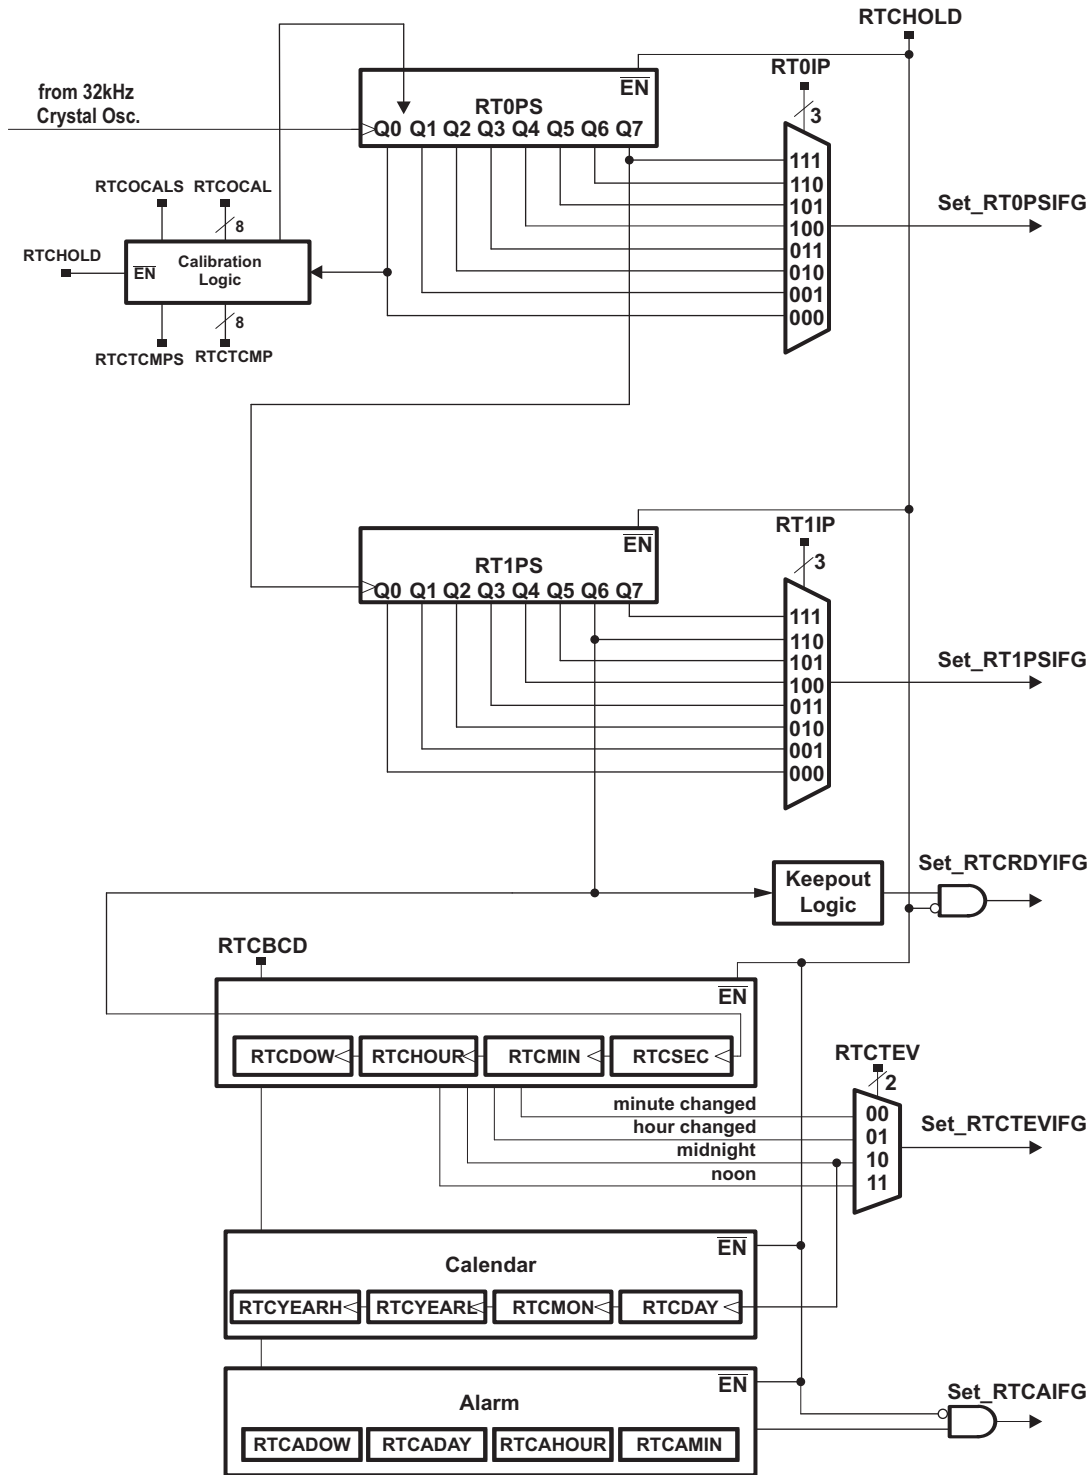 RTCHOLD
RT0IP
from 32kHz
Crystal Osc.
EN
RT0PS
3
Q0 Q1 Q2 Q3 Q4 Q5 Q6 Q7
111
110
101
100
011
010
001
000
Set_RT0PSIFG
RTCOCALS RTCOCAL
8
RTCHOLD
EN
Calibration
Logic
8
RTCTCMPS RTCTCMP
RT1IP
EN
RT1PS
3
Q0 Q1 Q2 Q3 Q4 Q5 Q6 Q7
111
110
101
100
011
010
001
000
Set_RT1PSIFG
Set_RTCRDYIFG
Keepout
Logic
RTCBCD
EN
RTCDOW RTCHOUR RTCMIN RTCSEC
RTCTEV
2
minute changed
hour changed
midnight
noon
00
01
10
11
Set_RTCTEVIFG
EN
Calendar
RTCYEARH RTCYEARL RTCMON RTCDAY
EN
Alarm
RTCADOW RTCADAY RTCAHOUR RTCAMIN
Set_RTCAIFG